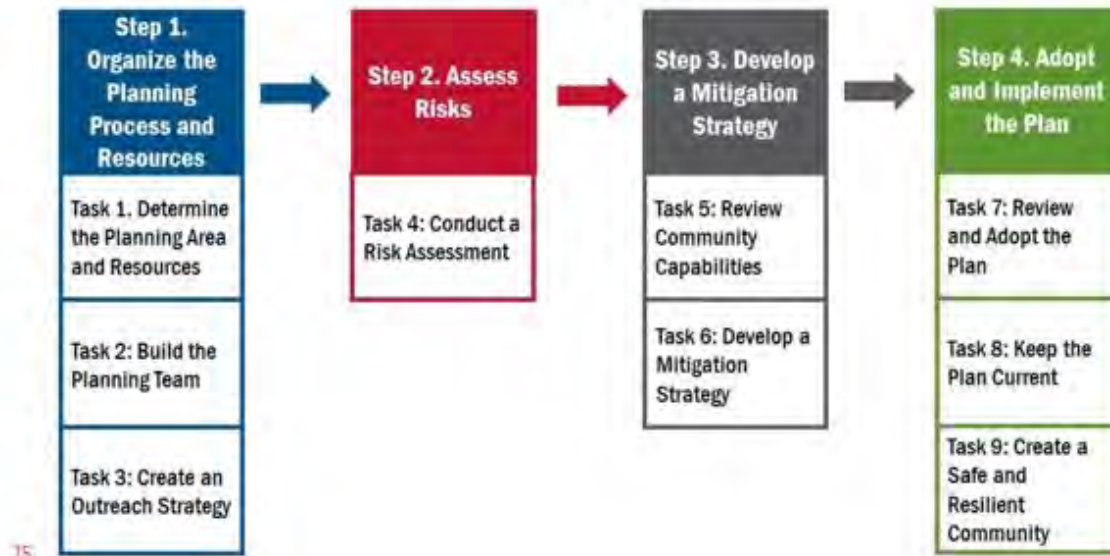 Step 1.
Organize the
Planning
Process and
Resources
Task 1. Determine
the Planning Area
and Resources
Task 2: Build the
Planning Team
Task 3: Create an
Outreach Strategy
Step 2. Assess
Risks
Task 4: Conduct a
Risk Assessment
Step 3. Develop
a Mitigation
Strategy
Task 5: Review
Community
Capabilities
Task 6: Develop a
Mitigation
Strategy
Step 4. Adopt
and Implement
the Plan
Task 7: Review
and Adopt the
Plan
Task 8: Keep the
Plan Current
Task 9: Create a
Safe and
Resilient
Community